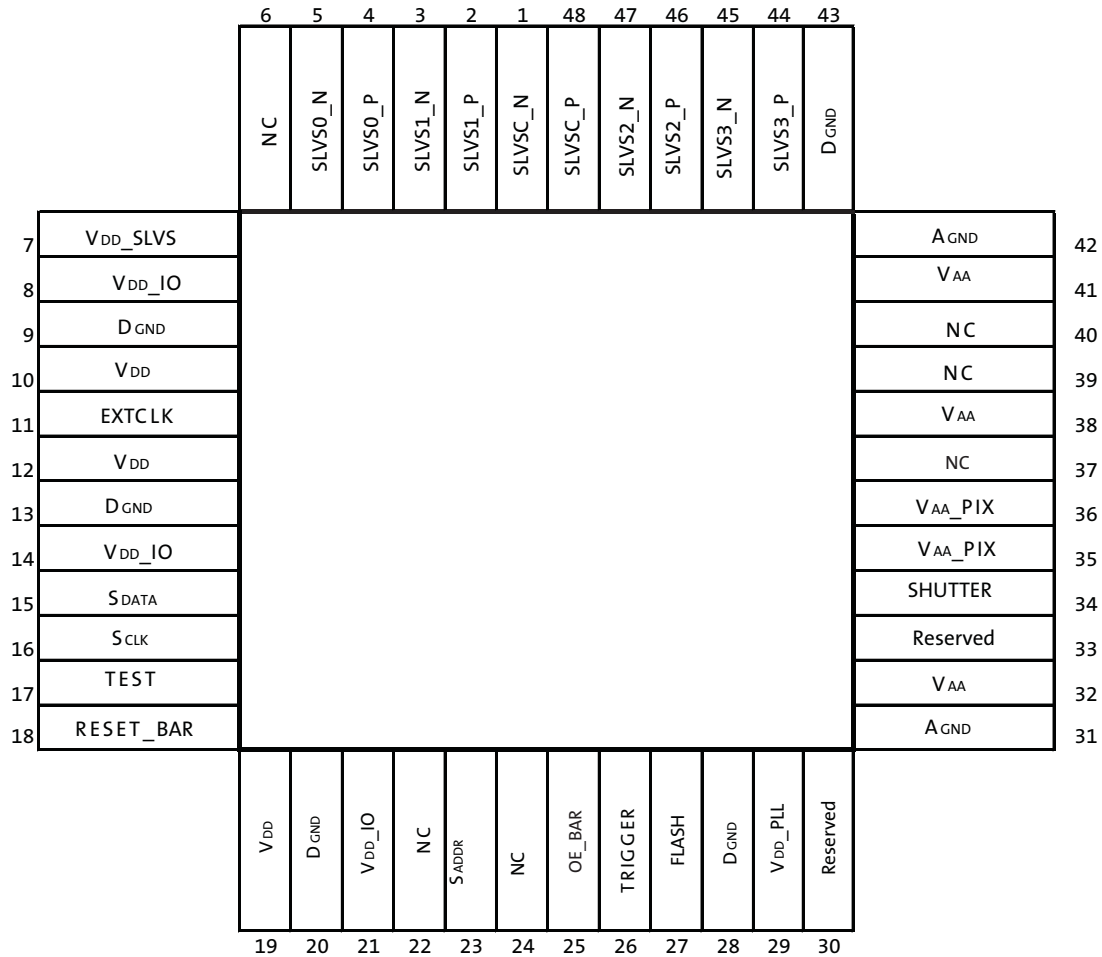 6 5 4 3 2 1 48 47 46 45 44 43
NC
SLVS0_N
SLVS0_P
SLVS1_N
SLVS1_P
SLVSC_N
SLVSC_P
SLVS2_N
SLVS2_P
SLVS3_N
SLVS3_P
DGND
7 VDD_SLVS
8 VDD_IO
9 DGND
10 VDD
11 EXTCLK
12 VDD
13 DGND
14 VDD_IO
15 SDATA
16 SCLK
17 TEST
18 RESET_BAR
AGND 42
VAA 41
NC 40
NC 39
VAA 38
NC 37
VAA_PIX 36
VAA_PIX 35
SHUTTER 34
Reserved 33
VAA 32
AGND 31
VDD
DGND
VDD_IO
NC
SADDR
NC
OE_BAR
TRIGGER
FLASH
DGND
VDD_PLL
Reserved
19 20 21 22 23 24 25 26 27 28 29 30